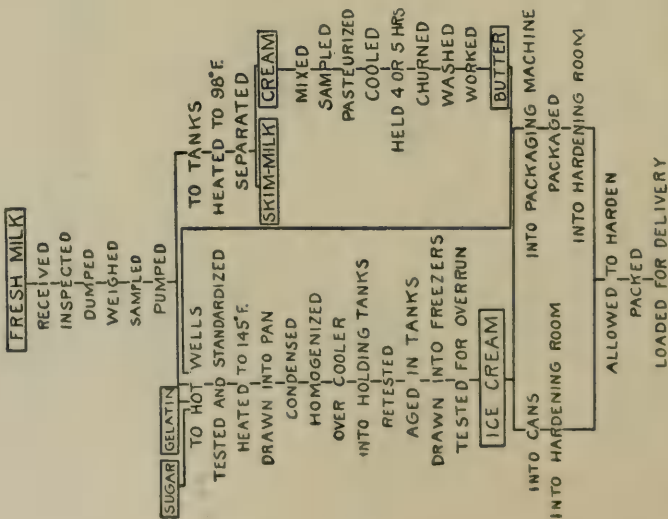 FRESH MILK
RECEIVED
INSPECTED
DUMPED
WEIGHED
SAMPLED
PUMPED
SUGAR
GELATIN
TO HOT WELLS
TESTED AND STANDARDIZED
HEATED TO 145°F.
DRAWN INTO PAN
CONDENSED
HOMOGENIZED
OVER COOLER
INTO HOLDING TANKS
RETESTED
AGED IN TANKS
DRAWN INTO FREEZERS
TESTED FOR OVERRUN
ICE CREAM
TO TANKS
HEATED TO 98°F.
SEPARATED
SKIM-MILK
CREAM
MIXED
SAMPLED
PASTEURIZED
COOLED
HELD 4 OR 5 HRS
CHURNED
WASHED
WORKED
BUTTER
INTO CANS
INTO HARDENING ROOM
INTO PACKAGING MACHINE
PACKAGED
INTO HARDENING ROOM
ALLOWED TO HARDEN
PACKED
LOADED FOR DELIVERY